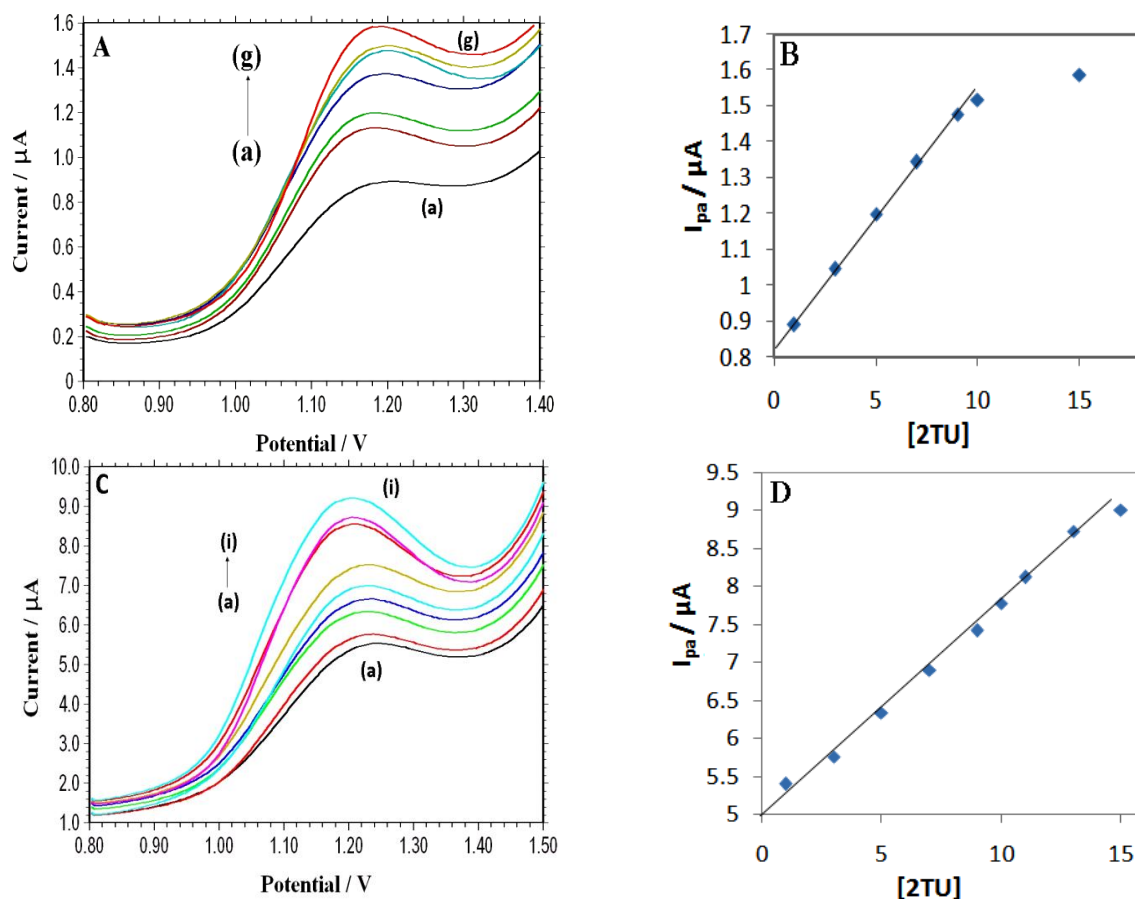 A
1.6
1.4
1.2
1.0
0.8
0.6
0.4
0.2
0
Current / μA
(g)
(a)
(g)
(a)
0.80 0.90 1.00 1.10 1.20 1.30 1.40
Potential / V
B
1.7
1.6
1.5
1.4
1.3
1.2
1.1
1
0.9
0.8
Ipa / μA
0 5 10 15
[2TU]
C
10.0
9.0
8.0
7.0
6.0
5.0
4.0
3.0
2.0
1.0
Current / μA
(i)
(a)
(i)
(a)
0.80 0.90 1.00 1.10 1.20 1.30 1.40 1.50
Potential / V
D
9.5
9
8.5
8
7.5
7
6.5
6
5.5
5
Ipa / μA
0 5 10 15
[2TU]